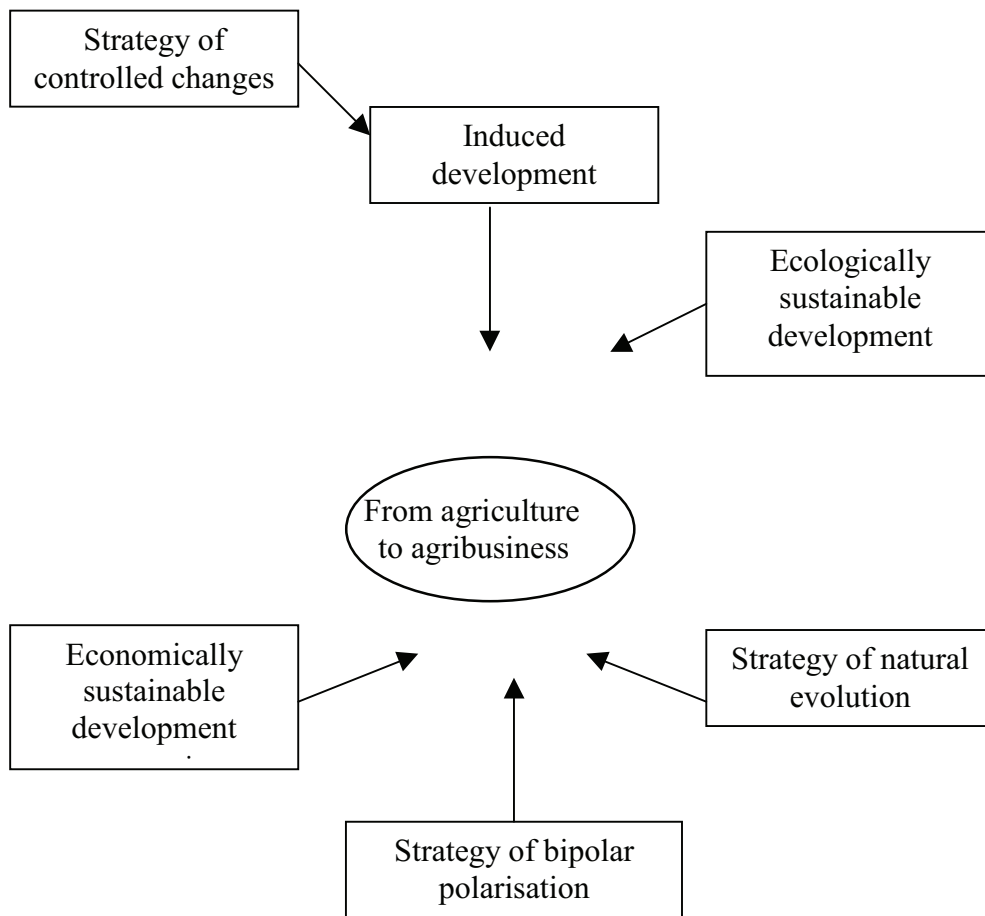 Strategy of
controlled changes
Induced
development
Ecologically
sustainable
development
From agriculture
to agribusiness
Economically
sustainable
development
.
Strategy of natural
evolution
Strategy of bipolar
polarisation